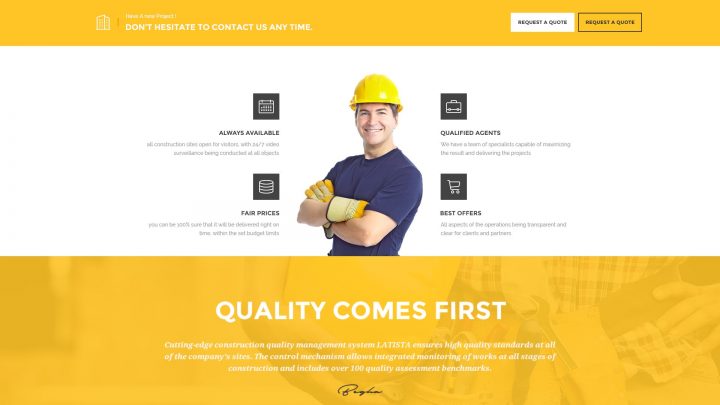 Have A new Project !
DON'T HESITATE TO CONTACT US ANY TIME.
REQUEST A QUOTE
REQUEST A QUOTE
ALWAYS AVAILABLE
all construction sites open for visitors, with 24/7 video
surveillance being conducted at all objects
QUALIFIED AGENTS
We have a team of specialists capable of maximizing
the result and delivering the projects
FAIR PRICES
you can be 100% sure that it will be delivered right on
time, within the set budget limits
BEST OFFERS
All aspects of the operations being transparent and
clear for clients and partners
QUALITY COMES FIRST
Cutting-edge construction quality management system LATISTA ensures high quality standards at all
of the company's sites. The control mechanism allows integrated monitoring of works at all stages of
construction and includes over 100 quality assessment benchmarks.